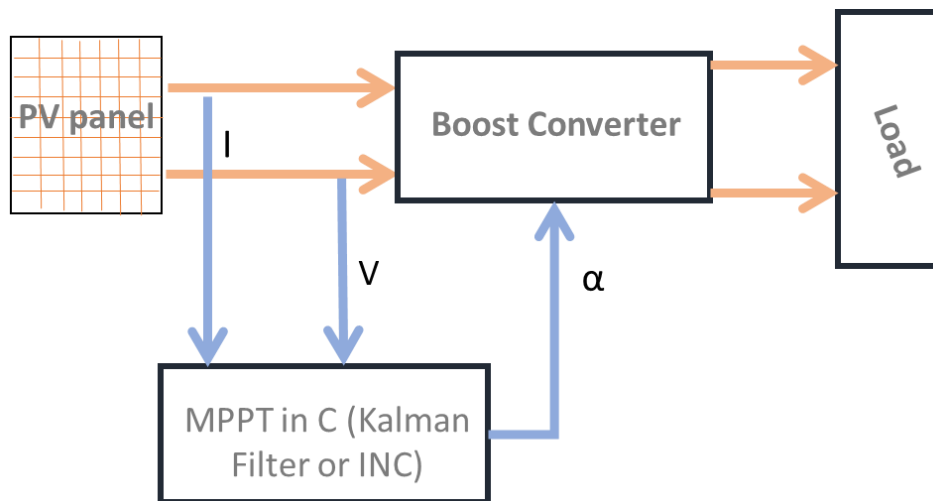 PV panel
I
Boost Converter
Load
V
α
MPPT in C (Kalman
Filter or INC)